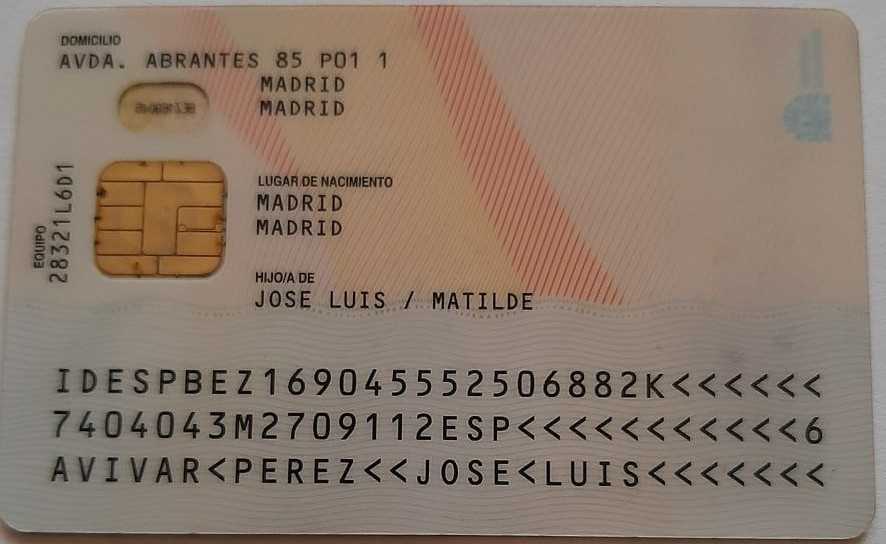 DOMICILIO
AVDA. ABRANTES 85 P01 1
MADRID
MADRID
LUGAR DE NACIMIENTO
MADRID
MADRID
EQUIPO
28321L6D1
HIJO/A DE
JOSE LUIS / MATILDE
IDESPBEZ169045552506882K<<<<<<
7404043M2709112ESP<<<<<<<<<<<6
AVIVAR<PEREZ<<JOSE<LUIS<<<<<<<